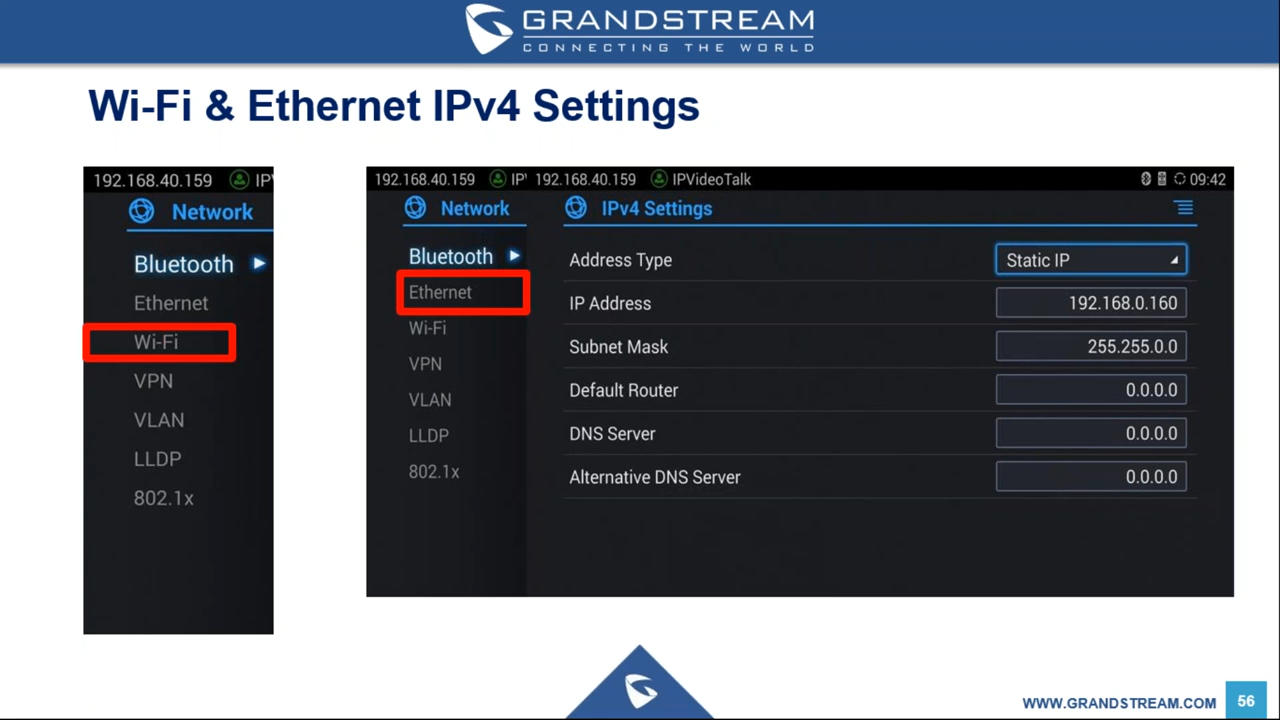 GRANDSTREAM
CONNECTING THE WORLD
Wi-Fi & Ethernet IPv4 Settings
192.168.40.159 IPV
Network
Bluetooth
Ethernet
Wi-Fi
VPN
VLAN
LLDP
802.1x
192.168.40.159 IP
Network
Bluetooth
Ethernet
Wi-Fi
VPN
VLAN
LLDP
802.1x
192.168.40.159 IPVideoTalk 09:42
IPv4 Settings
Address Type Static IP
IP Address 192.168.0.160
Subnet Mask 255.255.0.0
Default Router 0.0.0.0
DNS Server 0.0.0.0
Alternative DNS Server 0.0.0.0
WWW.GRANDSTREAM.COM 56